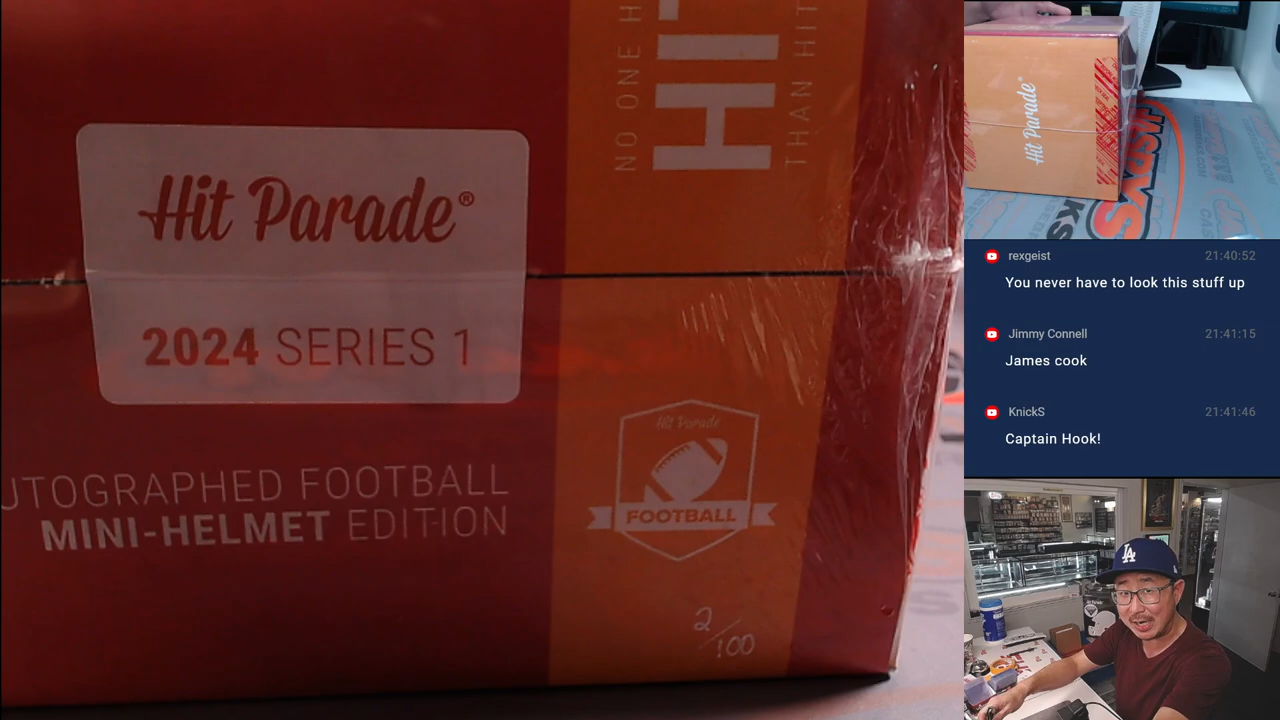 NO ONE H
HIT
THAN HIT
Hit Parade®
2024 SERIES 1
UTOGRAPHED FOOTBALL
MINI-HELMET EDITION
Hit Parade
FOOTBALL
2/100
Hit Parade®
rexgeist 21:40:52
You never have to look this stuff up
Jimmy Connell 21:41:15
James cook
KnickS 21:41:46
Captain Hook!
LA